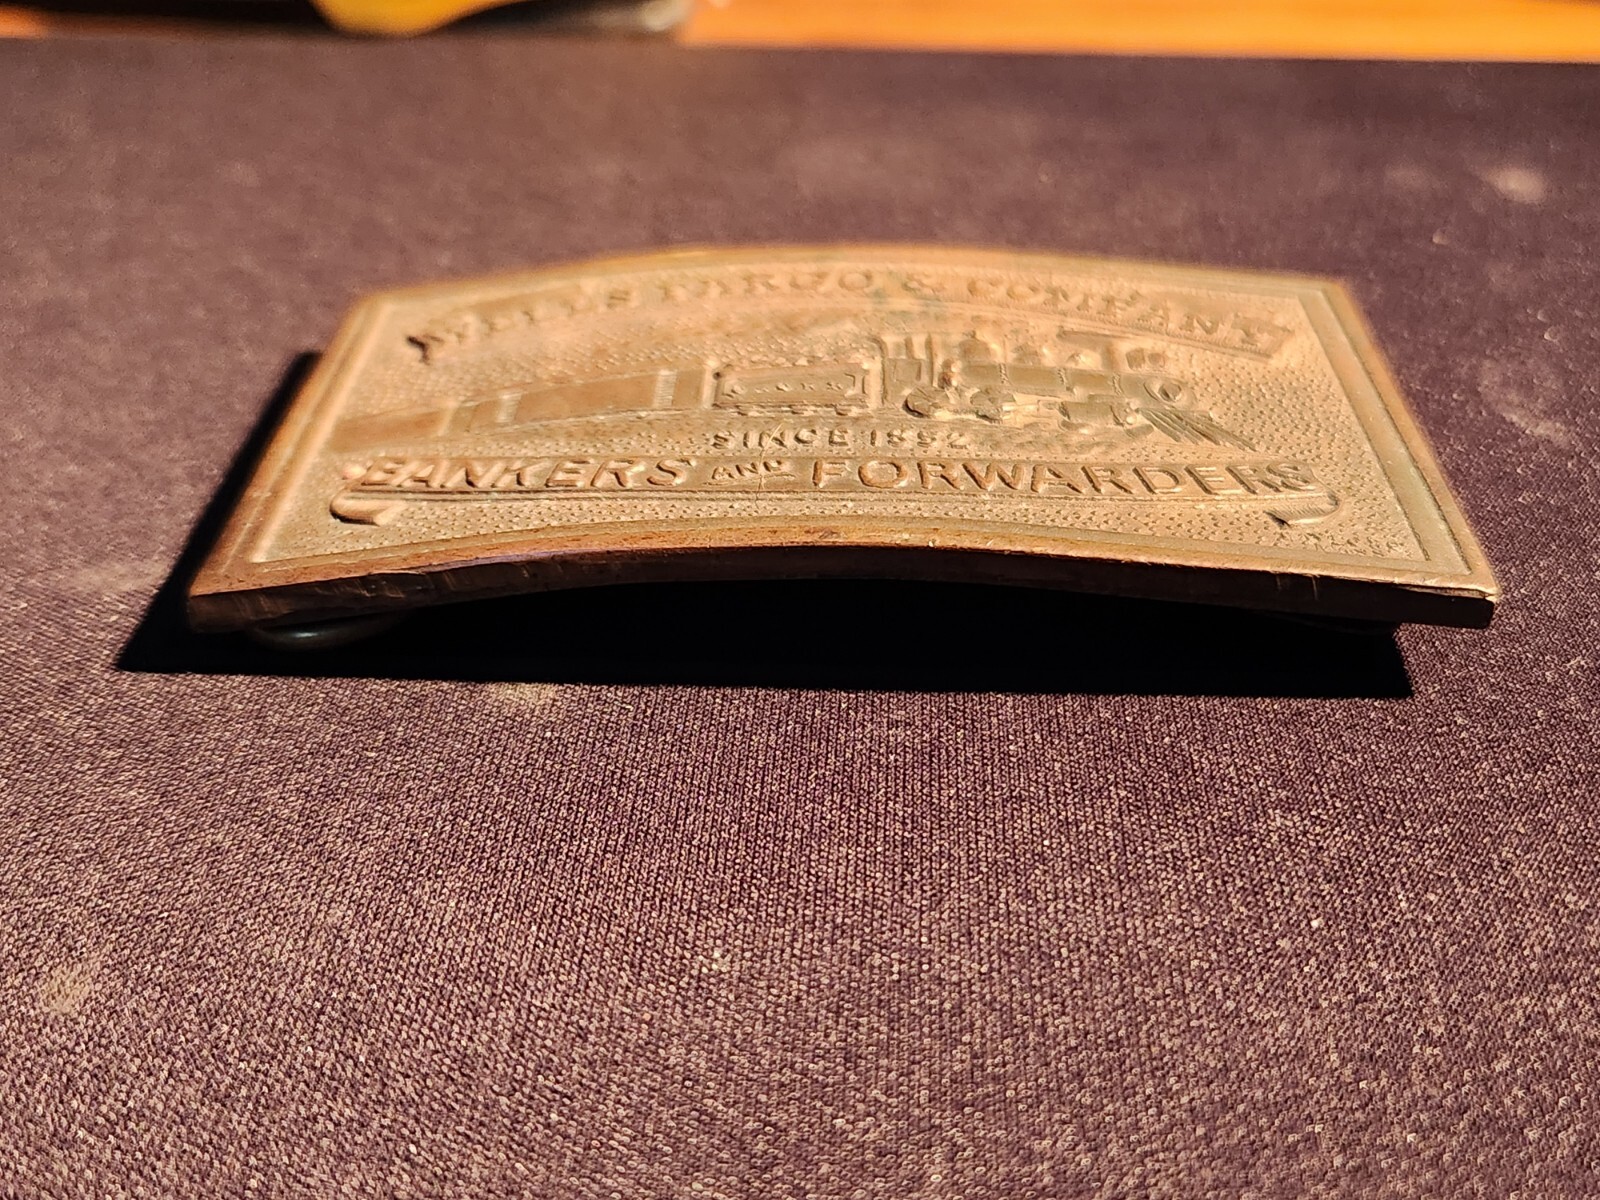 WELLS FARGO & COMPANY
SINCE 1852
BANKERS AND FORWARDERS